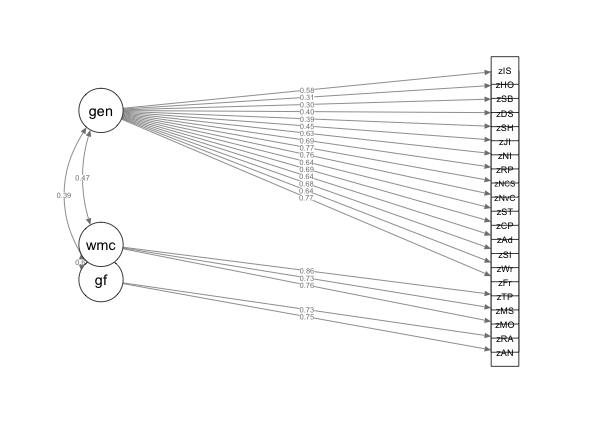 gen
wmc
gf
0.47
0.39
0.58
0.31
0.30
0.40
0.39
0.45
0.63
0.69
0.77
0.76
0.64
0.69
0.64
0.68
0.64
0.77
0.86
0.73
0.76
0.73
0.75
zIS
zHO
zSB
zDS
zSH
zJI
zNI
zRP
zNCS
zNvC
zST
zCP
zAd
zSI
zWr
zFr
zTP
zMS
zMO
zRA
zAN